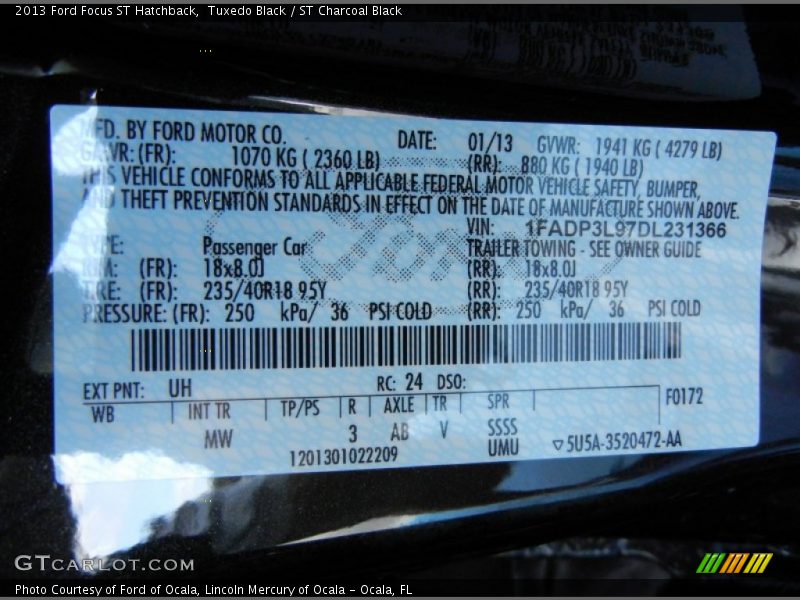 2013 Ford Focus ST Hatchback, Tuxedo Black / ST Charcoal Black
MFD. BY FORD MOTOR CO. DATE: 01/13 GVWR: 1941 KG ( 4279 LB)
GAWR: (FR): 1070 KG ( 2360 LB) (RR): 880 KG ( 1940 LB)
THIS VEHICLE CONFORMS TO ALL APPLICABLE FEDERAL MOTOR VEHICLE SAFETY, BUMPER,
AND THEFT PREVENTION STANDARDS IN EFFECT ON THE DATE OF MANUFACTURE SHOWN ABOVE.
VIN: 1FADP3L97DL231366
TYPE: Passenger Car TRAILER TOWING - SEE OWNER GUIDE
RIM: (FR): 18x8.0J (RR): 18x8.0J
TIRE: (FR): 235/40R18 95Y (RR): 235/40R18 95Y
PRESSURE: (FR): 250 kPa/ 36 PSI COLD (RR): 250 kPa/ 36 PSI COLD
EXT PNT: UH RC: 24 DSO:
WB INT TR TP/PS R AXLE TR SPR F0172
MW 3 AB V SSSS
UMU ▽5U5A-3520472-AA
1201301022209
Ford
GTCARLOT.COM
Photo Courtesy of Ford of Ocala, Lincoln Mercury of Ocala - Ocala, FL